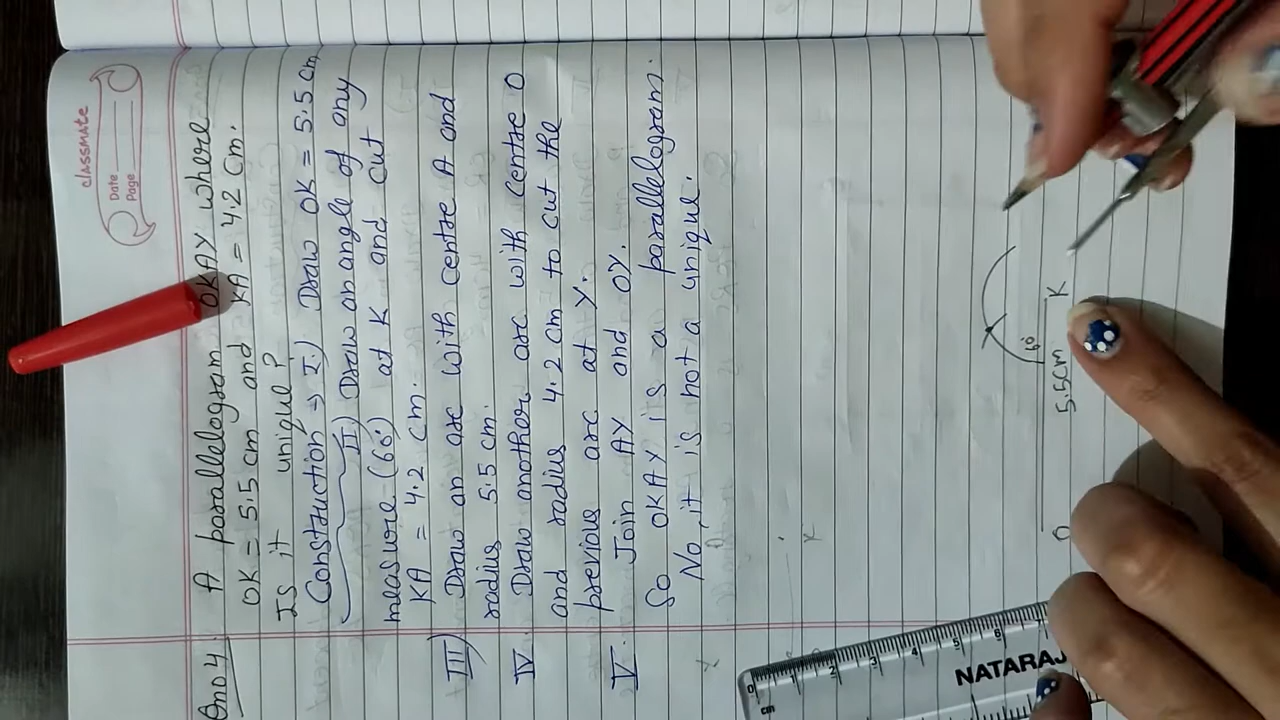 classmate
Date
Page
Qno4. A parallelogram OKAY where
OK = 5.5 cm and KA = 4.2 cm.
Is it unique?
Construction → I.) Draw OK = 5.5 cm
II) Draw an angle of any
measure (60°) at K and cut
KA = 4.2 cm.
III) Draw an arc with centre A and
radius 5.5 cm.
IV. Draw another arc with centre O
and radius 4.2 cm to cut the
previous arc at Y.
V. Join AY and OY.
So OKAY is a parallelogram.
No, it is not a unique.
60
O 5.5cm K
0 1 2 3 4 5 6 7
cm
NATARAJ